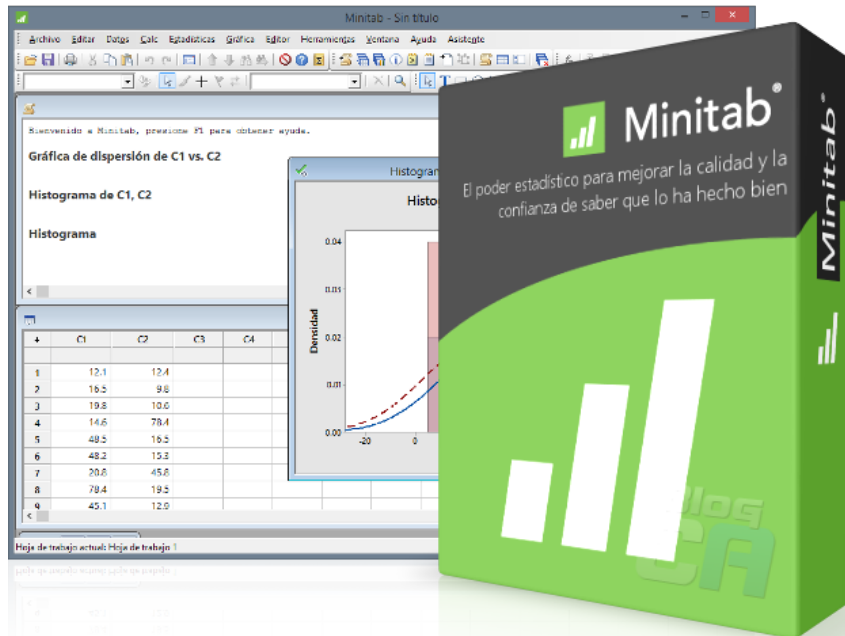 Minitab - Sin título
Archivo Editar Datos Calc Estadísticas Gráfica Editor Herramientas Ventana Ayuda Asistente
Bienvenido a Minitab, presione F1 para obtener ayuda.
Gráfica de dispersión de C1 vs. C2
Histograma de C1, C2
Histograma
Histogram
Histo
0.04
0.03
0.02
0.01
0.00
Densidad
-20 0
C1 C2 C3 C4
1 12.1 12.4
2 16.5 9.8
3 19.8 10.6
4 14.6 78.4
5 48.5 16.5
6 48.2 15.3
7 20.8 45.8
8 78.4 19.5
9 45.1 12.9
Hoja de trabajo actual: Hoja de trabajo 1
Minitab®
El poder estadístico para mejorar la calidad y la
confianza de saber que lo ha hecho bien
Minitab®
Blog
CA